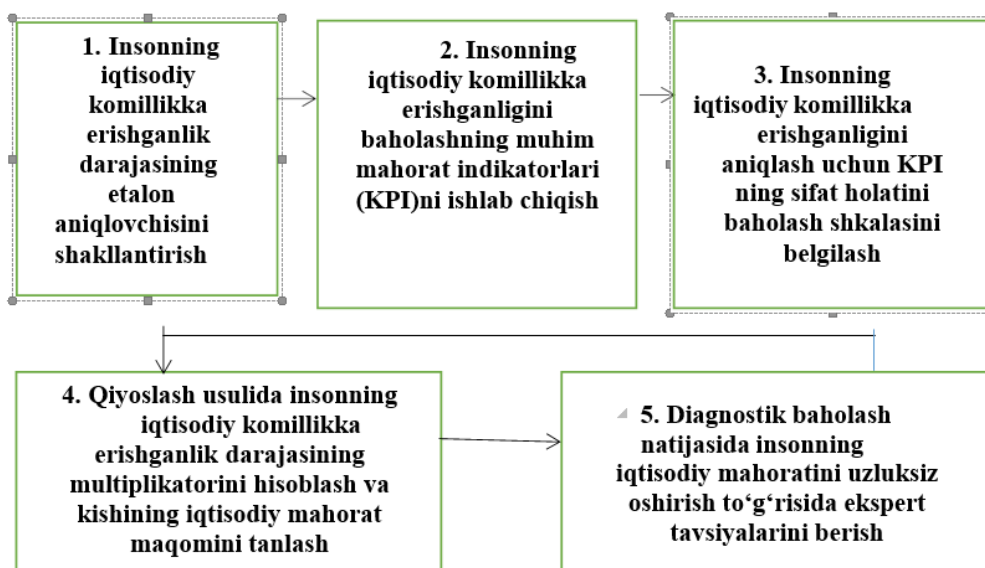 1. Insonning
iqtisodiy
komillikka
erishganlik
darajasining
etalon
aniqlovchisini
shakllantirish
2. Insonning
iqtisodiy komillikka
erishganligini
baholashning muhim
mahorat indikatorlari
(KPI)ni ishlab chiqish
3. Insonning
iqtisodiy komillikka
erishganligini
aniqlash uchun KPI
ning sifat holatini
baholash shkalasini
belgilash
4. Qiyoslash usulida insonning
iqtisodiy komillikka
erishganlik darajasining
multiplikatorini hisoblash va
kishining iqtisodiy mahorat
maqomini tanlash
5. Diagnostik baholash
natijasida insonning
iqtisodiy mahoratini uzluksiz
oshirish to‘g‘risida ekspert
tavsiyalarini berish